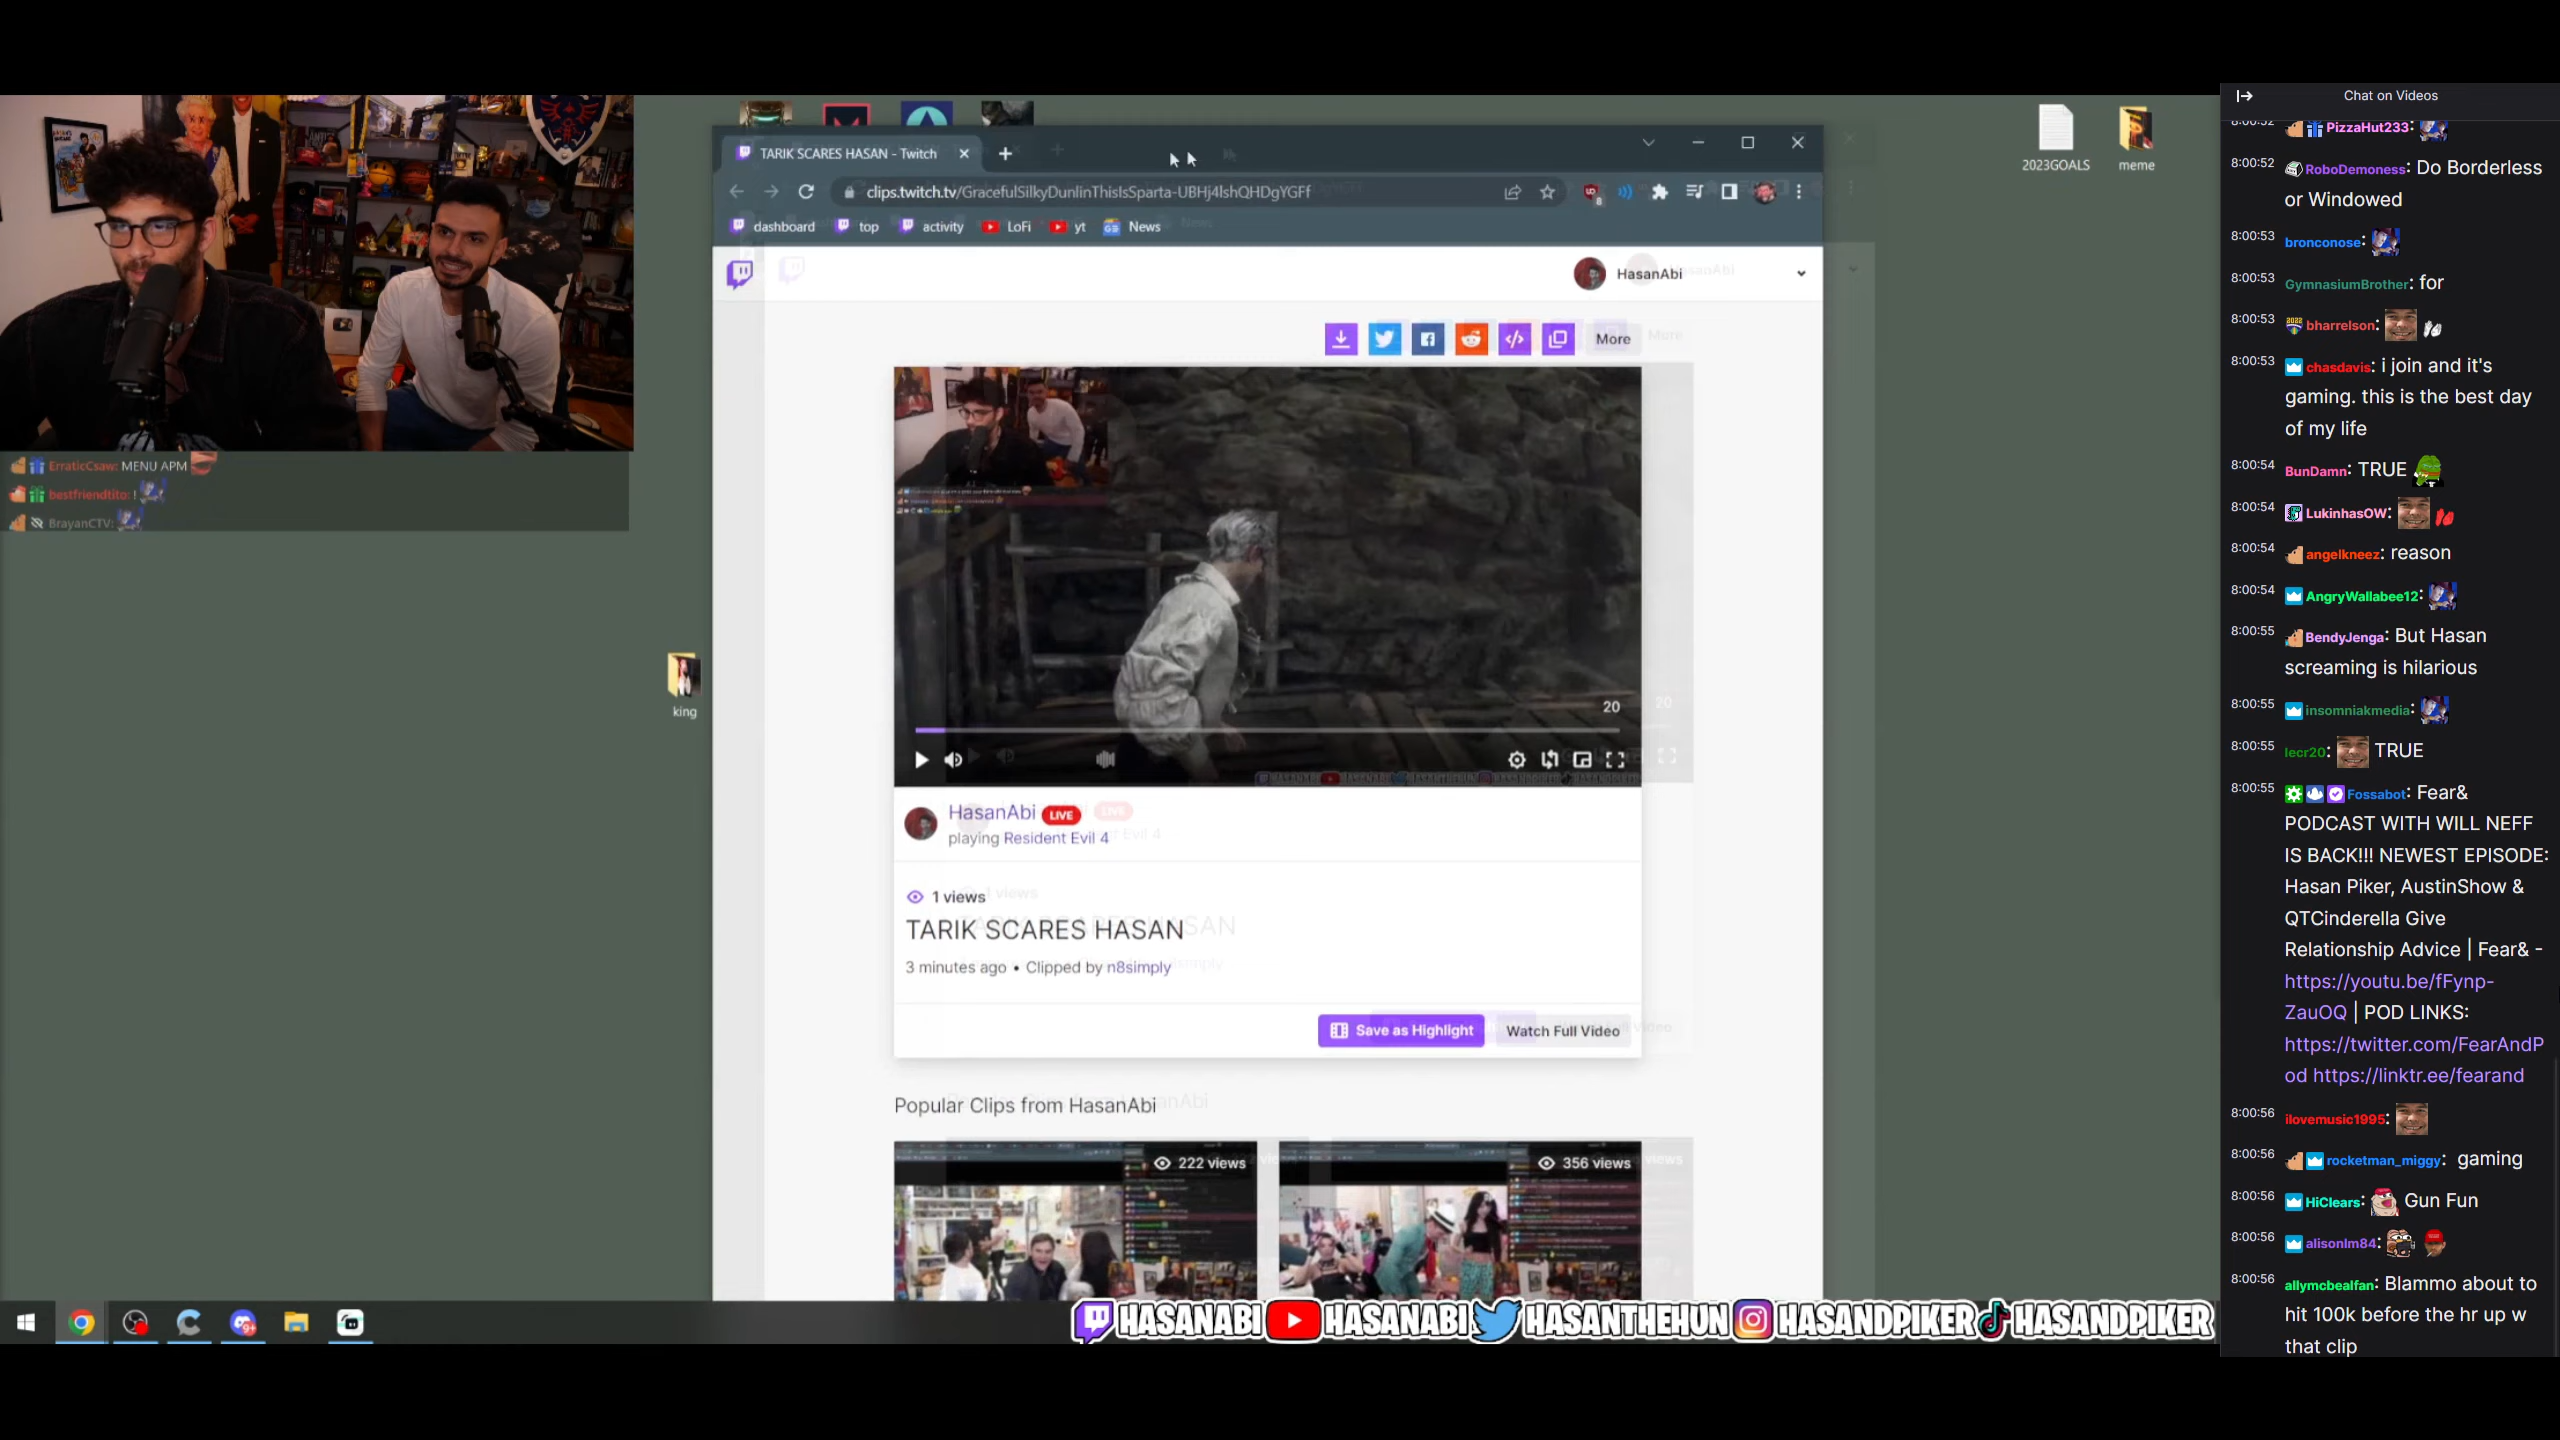 TARIK SCARES HASAN - Twitch
clips.twitch.tv/GracefulSilkyDunlinThisIsSparta-UBHj4lshQHDgYGFf
dashboard top activity LoFi yt News
HasanAbi
More
20
HasanAbi LIVE
playing Resident Evil 4
1 views
TARIK SCARES HASAN
3 minutes ago • Clipped by n8simply
Save as Highlight Watch Full Video
Popular Clips from HasanAbi
222 views 356 views
ErraticCsaw: MENU APM
bestfriendtito: !
BrayanCTV:
king
2023GOALS
meme
HASANABI HASANABI HASANTHEHUN HASANDPIKER HASANDPIKER
Chat on Videos
8:00:52 PizzaHut233:
8:00:52 RoboDemoness: Do Borderless
or Windowed
8:00:53 bronconose:
8:00:53 GymnasiumBrother: for
8:00:53 bharrelson:
8:00:53 chasdavis: i join and it's
gaming. this is the best day
of my life
8:00:54 BunDamn: TRUE
8:00:54 LukinhasOW:
8:00:54 angelkneez: reason
8:00:54 AngryWallabee12:
8:00:55 BendyJenga: But Hasan
screaming is hilarious
8:00:55 insomniakmedia:
8:00:55 lecr20: TRUE
8:00:55 Fossabot: Fear&
PODCAST WITH WILL NEFF
IS BACK!!! NEWEST EPISODE:
Hasan Piker, AustinShow &
QTCinderella Give
Relationship Advice | Fear& -
https://youtu.be/fFynp-
ZauOQ | POD LINKS:
https://twitter.com/FearAndP
od https://linktr.ee/fearand
8:00:56 ilovemusic1995:
8:00:56 rocketman_miggy: gaming
8:00:56 HiClears: Gun Fun
8:00:56 alisonlm84:
8:00:56 allymcbealfan: Blammo about to
hit 100k before the hr up w
that clip